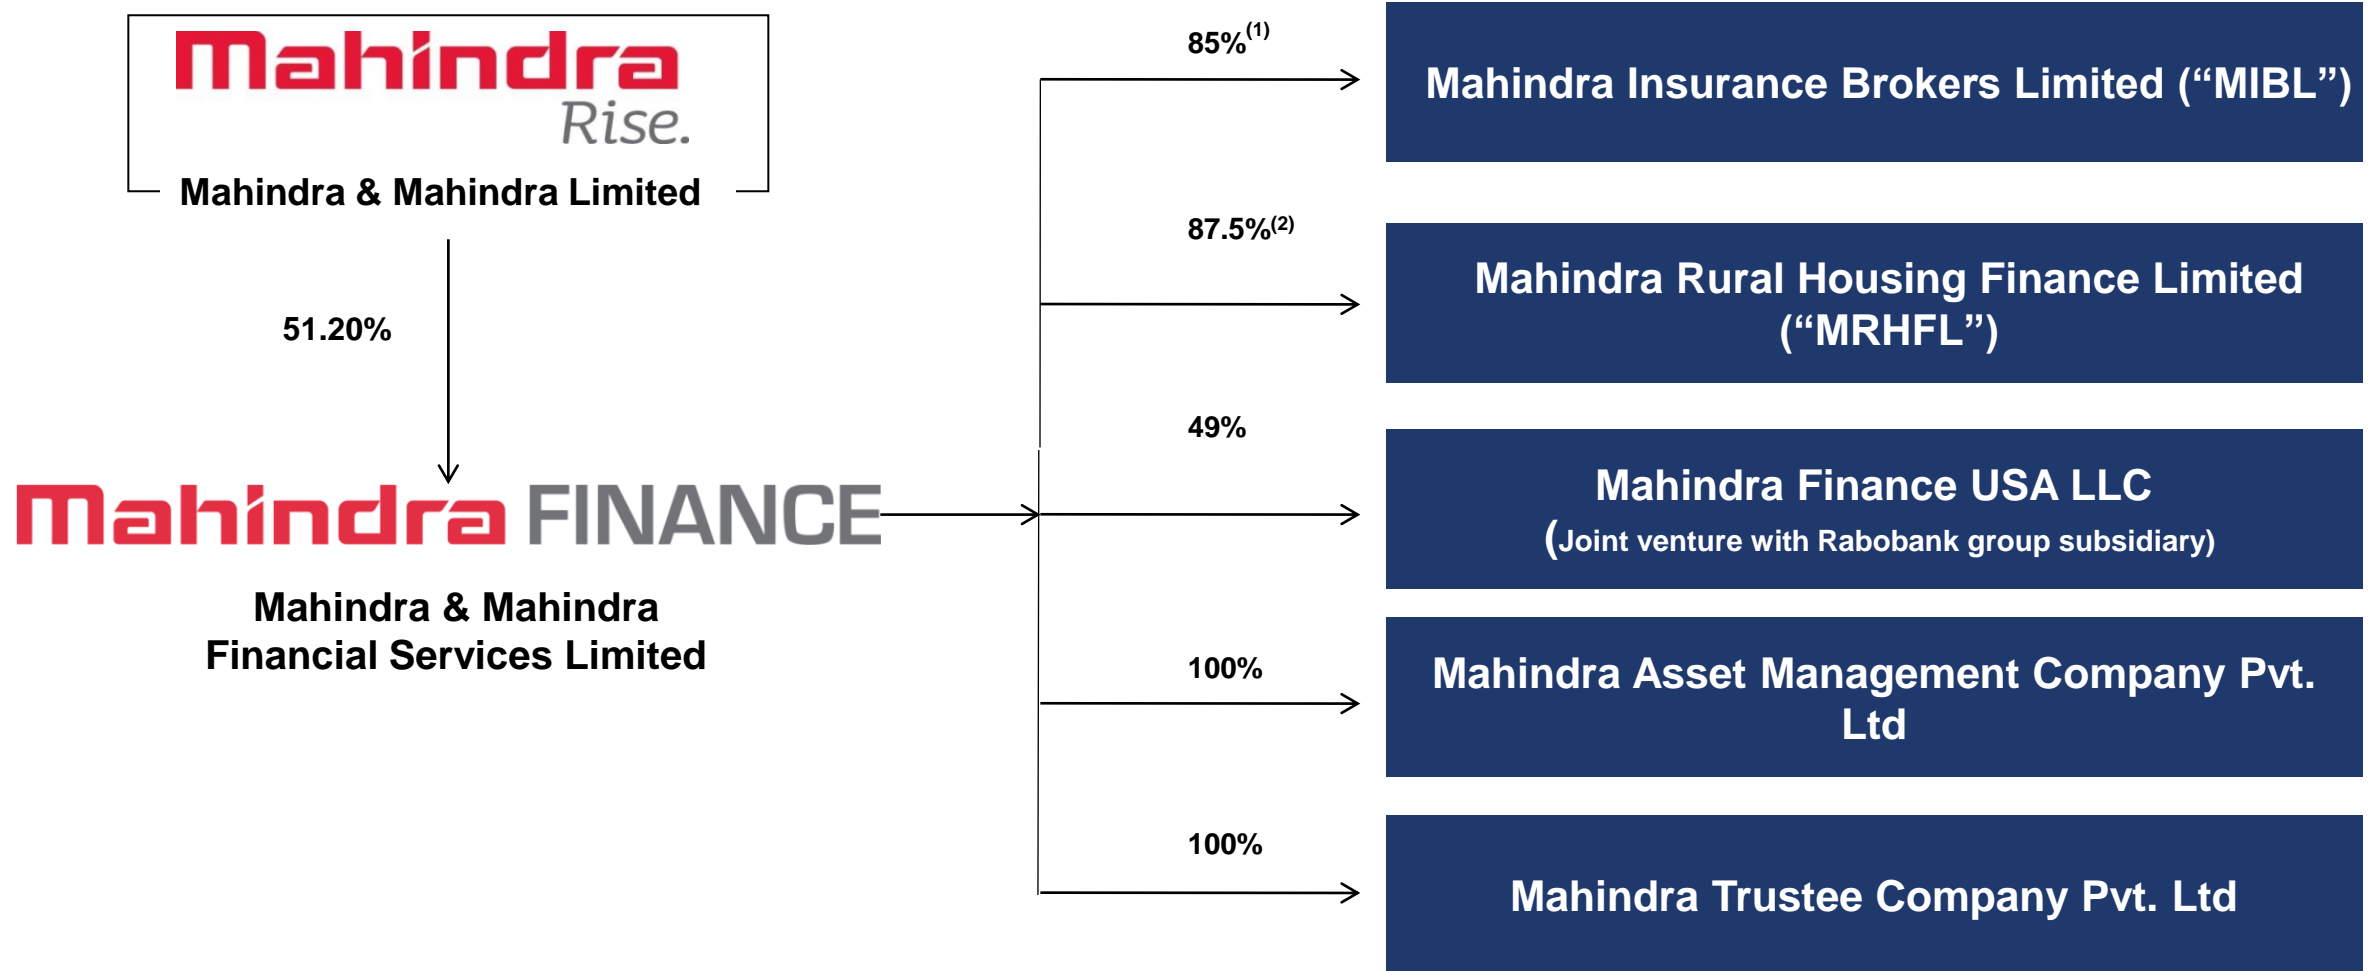 Mahindra
Rise.
Mahindra & Mahindra Limited
51.20%
Mahindra FINANCE
Mahindra & Mahindra
Financial Services Limited
85%(1)
Mahindra Insurance Brokers Limited (“MIBL”)
87.5%(2)
Mahindra Rural Housing Finance Limited
(“MRHFL”)
49%
Mahindra Finance USA LLC
(Joint venture with Rabobank group subsidiary)
100%
Mahindra Asset Management Company Pvt.
Ltd
100%
Mahindra Trustee Company Pvt. Ltd